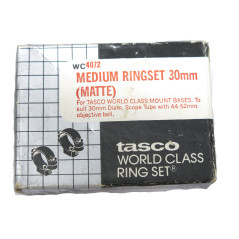 WC4072
MEDIUM RINGSET 30mm
(MATTE)
For TASCO WORLD CLASS MOUNT BASES. To
suit 30mm Diam. Scope Tube with 44-52mm
objective bell.
tasco
WORLD CLASS
RING SET®